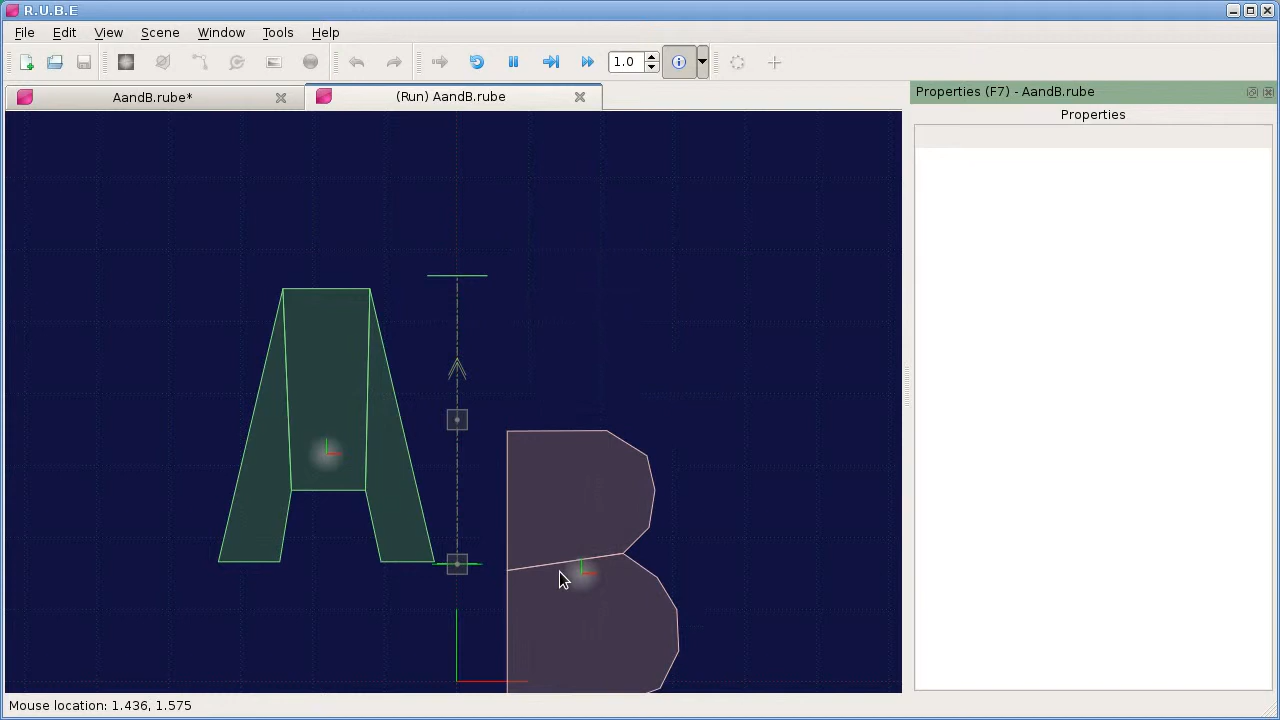 R.U.B.E
File Edit View Scene Window Tools Help
1.0
AandB.rube*
(Run) AandB.rube
Properties (F7) - AandB.rube
Properties
Mouse location: 1.436, 1.575